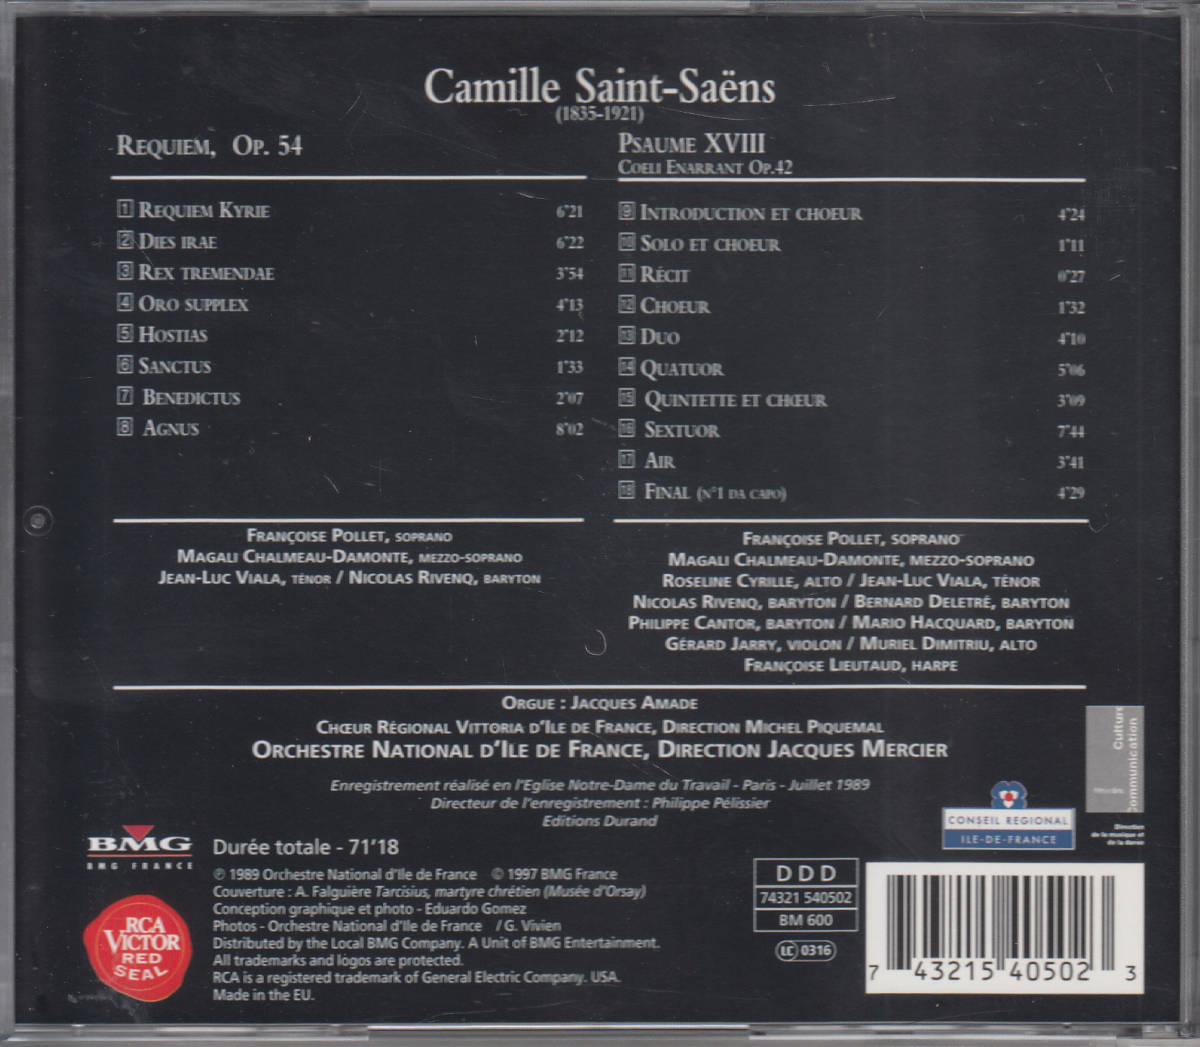 Camille Saint-Saëns
(1835-1921)
REQUIEM, OP. 54
1 REQUIEM KYRIE 6'21
2 DIES IRAE 6'22
3 REX TREMENDAE 3'54
4 ORO SUPPLEX 4'13
5 HOSTIAS 2'12
6 SANCTUS 1'33
7 BENEDICTUS 2'07
8 AGNUS 8'02
PSAUME XVIII
COELI ENARRANT OP.42
9 INTRODUCTION ET CHOEUR 4'24
10 SOLO ET CHOEUR 1'11
11 RÉCIT 0'27
12 CHOEUR 1'32
13 DUO 4'10
14 QUATUOR 5'06
15 QUINTETTE ET CHŒUR 3'09
16 SEXTUOR 7'44
17 AIR 3'41
18 FINAL (N°1 DA CAPO) 4'29
FRANÇOISE POLLET, SOPRANO
MAGALI CHALMEAU-DAMONTE, MEZZO-SOPRANO
JEAN-LUC VIALA, TÉNOR / NICOLAS RIVENQ, BARYTON
FRANÇOISE POLLET, SOPRANO
MAGALI CHALMEAU-DAMONTE, MEZZO-SOPRANO
ROSELINE CYRILLE, ALTO / JEAN-LUC VIALA, TÉNOR
NICOLAS RIVENQ, BARYTON / BERNARD DELETRÉ, BARYTON
PHILIPPE CANTOR, BARYTON / MARIO HACQUARD, BARYTON
GÉRARD JARRY, VIOLON / MURIEL DIMITRIU, ALTO
FRANÇOISE LIEUTAUD, HARPE
ORGUE : JACQUES AMADE
CHŒUR RÉGIONAL VITTORIA D'ILE DE FRANCE, DIRECTION MICHEL PIQUEMAL
ORCHESTRE NATIONAL D'ILE DE FRANCE, DIRECTION JACQUES MERCIER
Enregistrement réalisé en l'Eglise Notre-Dame du Travail - Paris - Juillet 1989
Directeur de l'enregistrement : Philippe Pélissier
Editions Durand
Culture
Communication
Direction
de la musique et
de la danse
CONSEIL REGIONAL
ILE-DE-FRANCE
BMG
BMG FRANCE
RCA
VICTOR
RED
SEAL
Durée totale - 71'18
℗ 1989 Orchestre National d'Ile de France © 1997 BMG France
Couverture : A. Falguière Tarcisius, martyre chrétien (Musée d'Orsay)
Conception graphique et photo - Eduardo Gomez
Photos - Orchestre National d'Ile de France / G. Vivien
Distributed by the Local BMG Company. A Unit of BMG Entertainment.
All trademarks and logos are protected.
RCA is a registered trademark of General Electric Company. USA.
Made in the EU.
DDD
74321 540502
BM 600
LC 0316
7 43215 40502 3